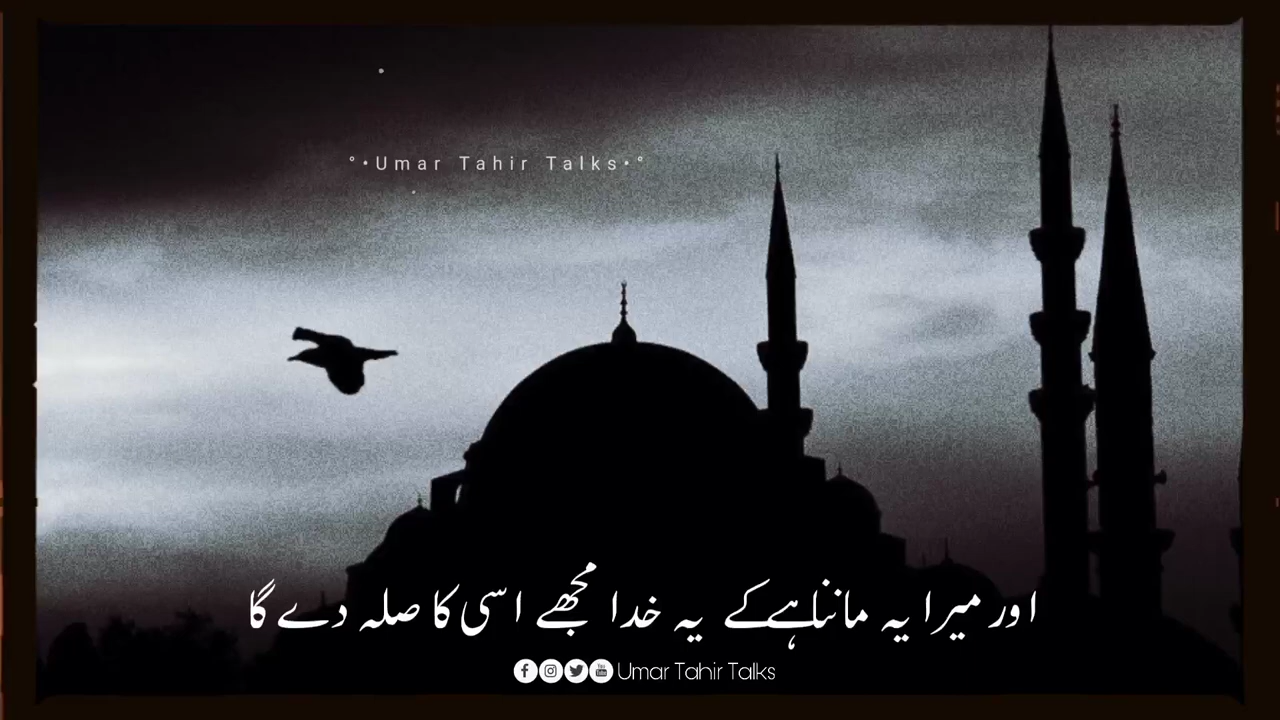 °•Umar Tahir Talks•°
اور میرا یہ ماننا ہے کے یہ خدا مجھے اسی کا صلہ دے گا
Umar Tahir Talks